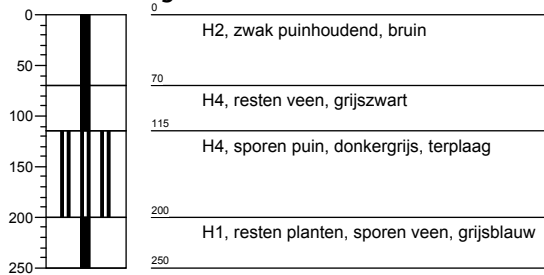 0
0
H2, zwak puinhoudend, bruin
50
70
H4, resten veen, grijszwart
100
115
H4, sporen puin, donkergrijs, terplaag
150
200
200
H1, resten planten, sporen veen, grijsblauw
250
250